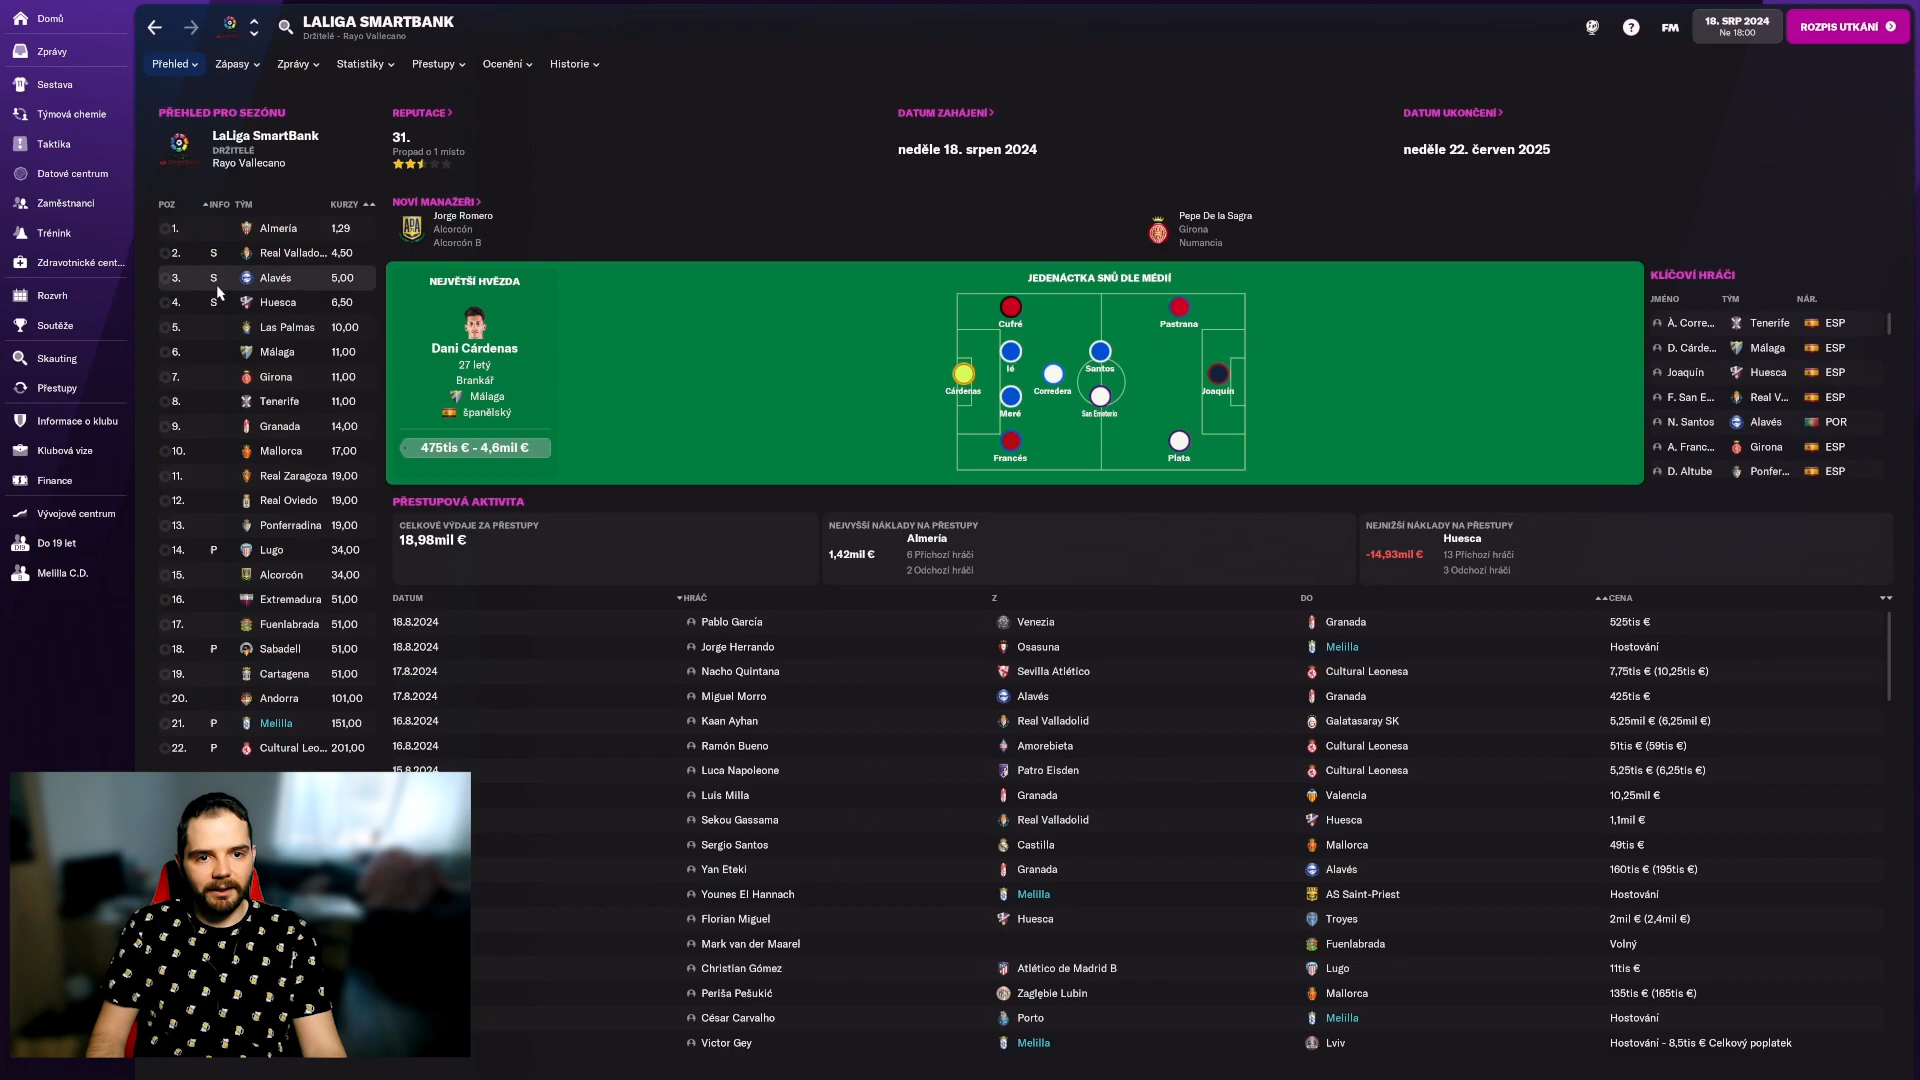 Domů
Zprávy
Sestava
Týmová chemie
Taktika
Datové centrum
Zaměstnanci
Trénink
Zdravotnické cent...
Rozvrh
Soutěže
Skauting
Přestupy
Informace o klubu
Klubová vize
Finance
Vývojové centrum
Do 19 let
Melilla C.D.
LALIGA SMARTBANK
Držitelé - Rayo Vallecano
FM
18. SRP 2024
Ne 18:00
ROZPIS UTKÁNÍ
Přehled Zápasy Zprávy Statistiky Přestupy Ocenění Historie
PŘEHLED PRO SEZÓNU
LaLiga SmartBank
DRŽITELÉ
Rayo Vallecano
REPUTACE
31.
Propad o 1 místo
DATUM ZAHÁJENÍ
neděle 18. srpen 2024
DATUM UKONČENÍ
neděle 22. červen 2025
POZ INFO TÝM KURZY
1. Almería 1,29
2. S Real Vallado... 4,50
3. S Alavés 5,00
4. S Huesca 6,50
5. Las Palmas 10,00
6. Málaga 11,00
7. Girona 11,00
8. Tenerife 11,00
9. Granada 14,00
10. Mallorca 17,00
11. Real Zaragoza 19,00
12. Real Oviedo 19,00
13. Ponferradina 19,00
14. P Lugo 34,00
15. Alcorcón 34,00
16. Extremadura 51,00
17. Fuenlabrada 51,00
18. P Sabadell 51,00
19. Cartagena 51,00
20. Andorra 101,00
21. P Melilla 151,00
22. P Cultural Leo... 201,00
NOVÍ MANAŽEŘI
Jorge Romero
Alcorcón
Alcorcón B
Pepe De la Sagra
Girona
Numancia
NEJVĚTŠÍ HVĚZDA
Dani Cárdenas
27 letý
Brankář
Málaga
španělský
475tis € - 4,6mil €
JEDENÁCTKA SNŮ DLE MÉDIÍ
Cufré
Pastrana
Ié
Santos
Cárdenas
Corredera
Joaquín
Meré
San Emeterio
Francés
Plata
KLÍČOVÍ HRÁČI
JMÉNO TÝM NÁR.
À. Corre... Tenerife ESP
D. Cárde... Málaga ESP
Joaquín Huesca ESP
F. San E... Real V... ESP
N. Santos Alavés POR
A. Franc... Girona ESP
D. Altube Ponfer... ESP
PŘESTUPOVÁ AKTIVITA
CELKOVÉ VÝDAJE ZA PŘESTUPY
18,98mil €
NEJVYŠŠÍ NÁKLADY NA PŘESTUPY
Almería
1,42mil € 6 Příchozí hráči
2 Odchozí hráči
NEJNIŽŠÍ NÁKLADY NA PŘESTUPY
Huesca
-14,93mil € 13 Příchozí hráči
3 Odchozí hráči
DATUM HRÁČ Z DO CENA
18.8.2024 Pablo García Venezia Granada 525tis €
18.8.2024 Jorge Herrando Osasuna Melilla Hostování
17.8.2024 Nacho Quintana Sevilla Atlético Cultural Leonesa 7,75tis € (10,25tis €)
17.8.2024 Miguel Morro Alavés Granada 425tis €
16.8.2024 Kaan Ayhan Real Valladolid Galatasaray SK 5,25mil € (6,25mil €)
16.8.2024 Ramón Bueno Amorebieta Cultural Leonesa 51tis € (59tis €)
15.8.2024 Luca Napoleone Patro Eisden Cultural Leonesa 5,25tis € (6,25tis €)
Luis Milla Granada Valencia 10,25mil €
Sekou Gassama Real Valladolid Huesca 1,1mil €
Sergio Santos Castilla Mallorca 49tis €
Yan Eteki Granada Alavés 160tis € (195tis €)
Younes El Hannach Melilla AS Saint-Priest Hostování
Florian Miguel Huesca Troyes 2mil € (2,4mil €)
Mark van der Maarel Fuenlabrada Volný
Christian Gómez Atlético de Madrid B Lugo 11tis €
Periša Pešukić Zagłębie Lubin Mallorca 135tis € (165tis €)
César Carvalho Porto Melilla Hostování
Victor Gey Melilla Lviv Hostování - 8,5tis € Celkový poplatek